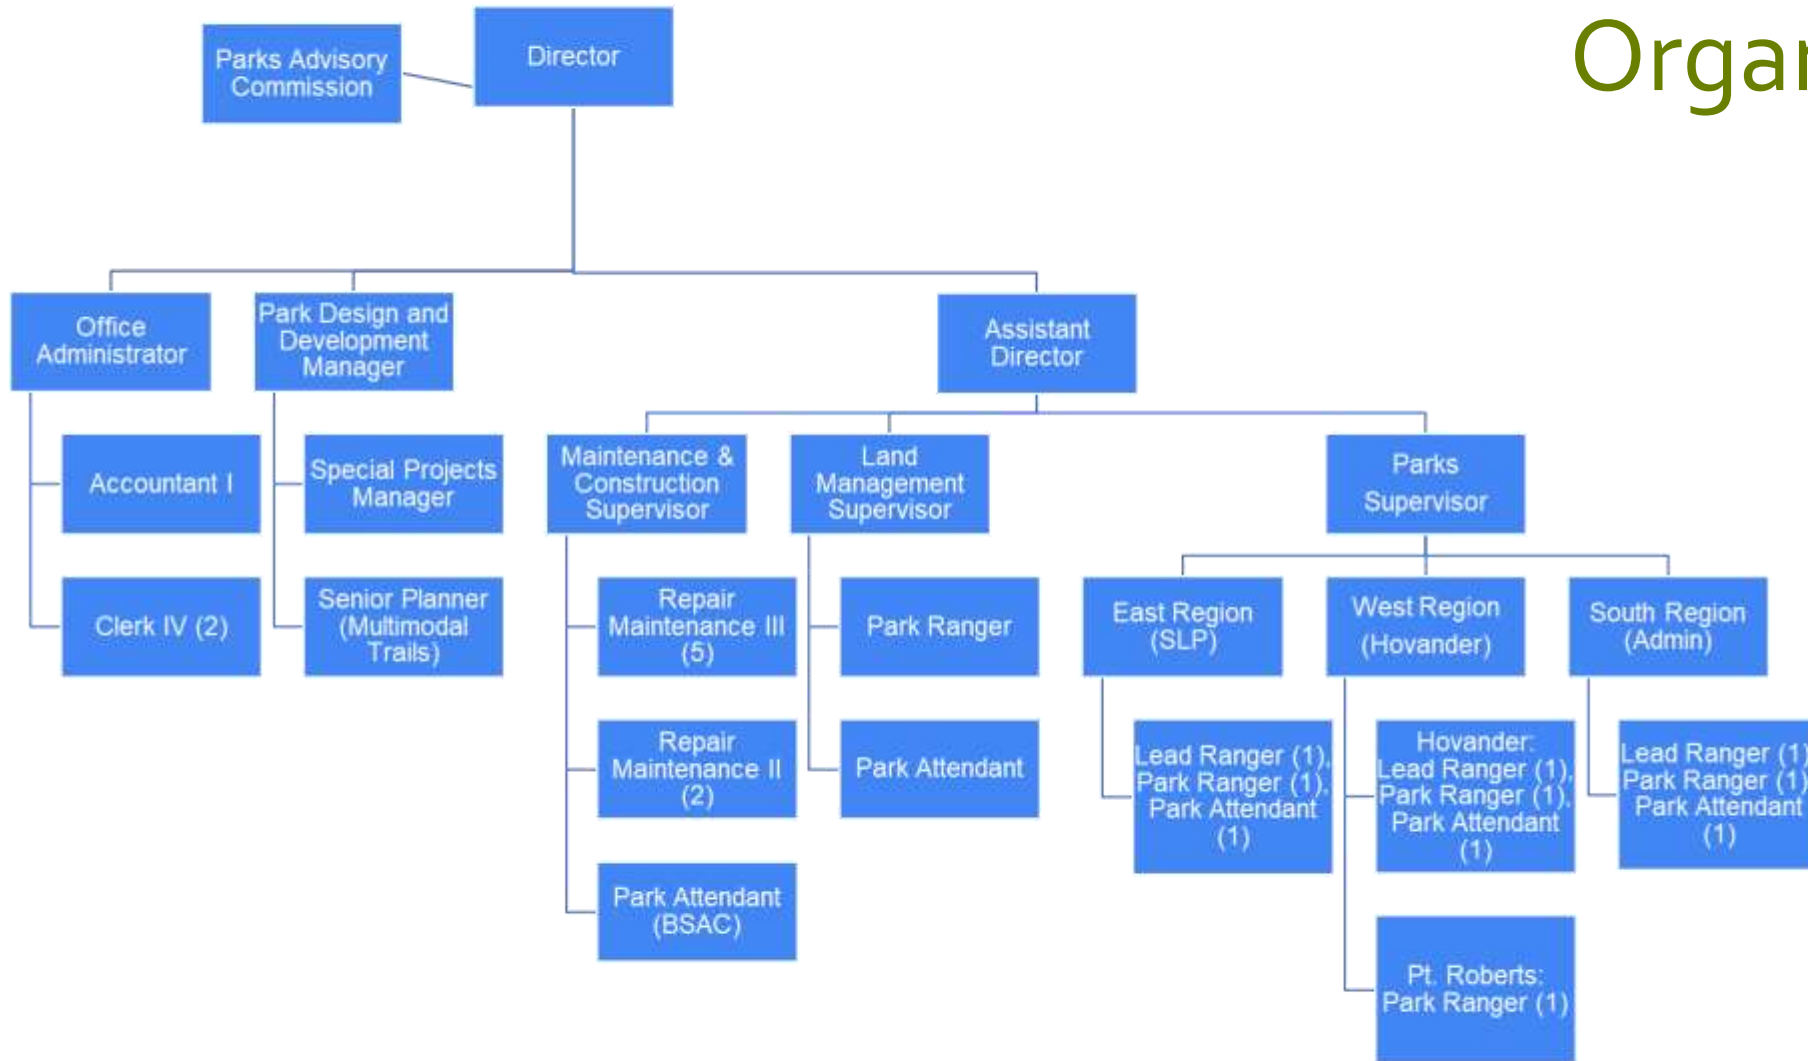 Organ
Parks Advisory
Commission
Director
Office
Administrator
Park Design and
Development
Manager
Assistant
Director
Accountant I
Special Projects
Manager
Maintenance &
Construction
Supervisor
Land
Management
Supervisor
Parks
Supervisor
Clerk IV (2)
Senior Planner
(Multimodal
Trails)
Repair
Maintenance III
(5)
Park Ranger
East Region
(SLP)
West Region
(Hovander)
South Region
(Admin)
Repair
Maintenance II
(2)
Park Attendant
Lead Ranger (1),
Park Ranger (1),
Park Attendant
(1)
Hovander:
Lead Ranger (1),
Park Ranger (1),
Park Attendant
(1)
Lead Ranger (1)
Park Ranger (1)
Park Attendant
(1)
Park Attendant
(BSAC)
Pt. Roberts:
Park Ranger (1)